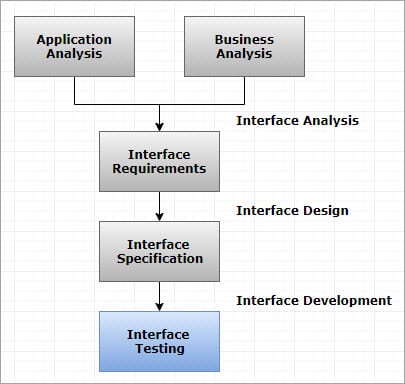 Application
Analysis
Business
Analysis
Interface Analysis
Interface
Requirements
Interface Design
Interface
Specification
Interface Development
Interface
Testing